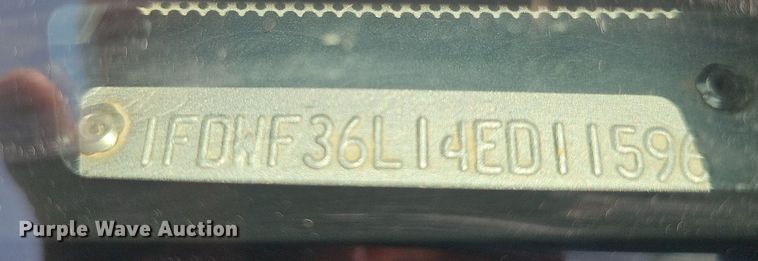 1FDWF36L14ED11596
Purple Wave Auction